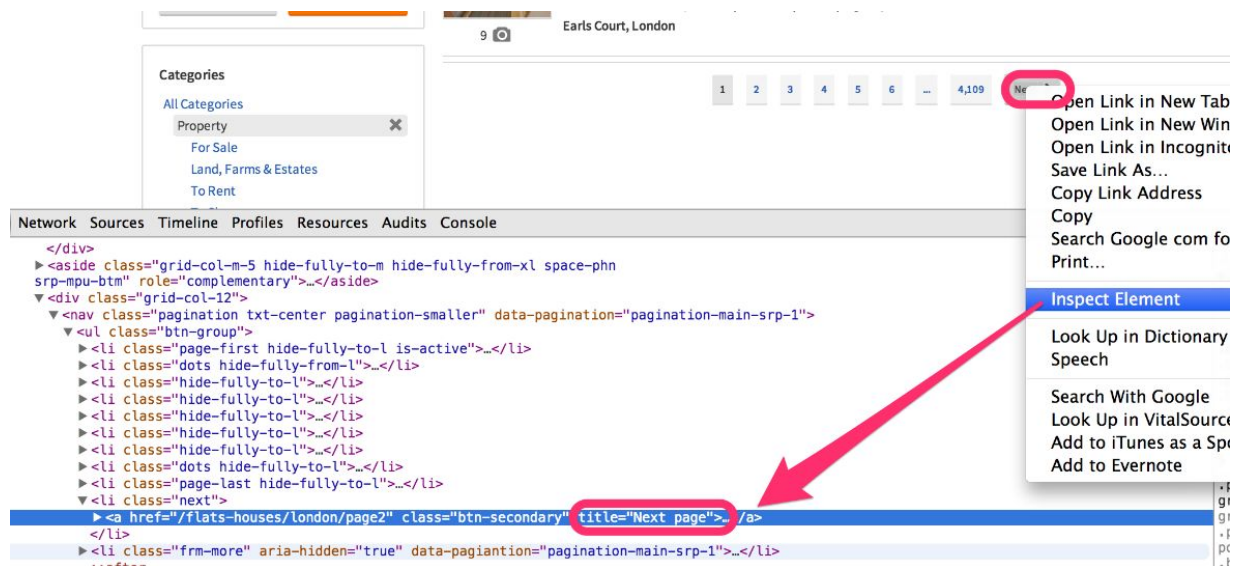 9
Earls Court, London
Categories
All Categories
Property
For Sale
Land, Farms & Estates
To Rent
1 2 3 4 5 6 ... 4,109
Open Link in New Tab
Open Link in New Win
Open Link in Incognit
Save Link As...
Copy Link Address
Copy
Search Google com fo
Print...
Inspect Element
Look Up in Dictionary
Speech
Search With Google
Look Up in VitalSource
Add to iTunes as a Spo
Add to Evernote
Network Sources Timeline Profiles Resources Audits Console
</div>
▶<aside class="grid-col-m-5 hide-fully-to-m hide-fully-from-xl space-phn
srp-mpu-btm" role="complementary">…</aside>
▼<div class="grid-col-12">
▼<nav class="pagination txt-center pagination-smaller" data-pagination="pagination-main-srp-1">
▼<ul class="btn-group">
▶<li class="page-first hide-fully-to-l is-active">…</li>
▶<li class="dots hide-fully-from-l">…</li>
▶<li class="hide-fully-to-l">…</li>
▶<li class="hide-fully-to-l">…</li>
▶<li class="hide-fully-to-l">…</li>
▶<li class="hide-fully-to-l">…</li>
▶<li class="hide-fully-to-l">…</li>
▶<li class="dots hide-fully-to-l">…</li>
▶<li class="page-last hide-fully-to-l">…</li>
▼<li class="next">
▶<a href="/flats-houses/london/page2" class="btn-secondary" title="Next page">…</a>
</li>
▶<li class="frm-more" aria-hidden="true" data-pagiantion="pagination-main-srp-1">…</li>